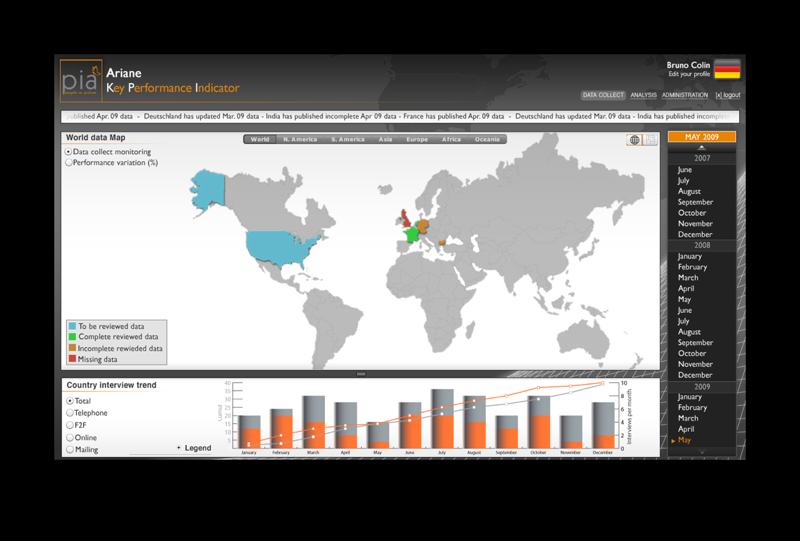 pia
Ariane
Key Performance Indicator
Bruno Colin
Edit your profile
DATA COLLECT ANALYSIS ADMINISTRATION [x] logout
ublished Apr. 09 data - Deutschland has updated Mar. 09 data - India has published incomplete Apr 09 data - France has published Apr. 09 data - Deutschland has updated Mar. 09 data - India has published incomplet
World data Map
World N. America S. America Asia Europe Africa Oceania
Data collect monitoring
Performance variation (%)
To be reviewed data
Complete reviewed data
Incomplete rewieded data
Missing data
MAY 2009
2007
June
July
August
September
October
November
December
2008
January
February
March
April
May
June
July
August
September
October
November
December
2009
January
February
March
April
May
Country interview trend
Total
Telephone
F2F
Online
Mailing
+ Legend
Cumul
40
35
30
25
20
15
10
5
10
8
6
4
2
0
Interviews per month
January February March April May June July August September October November December